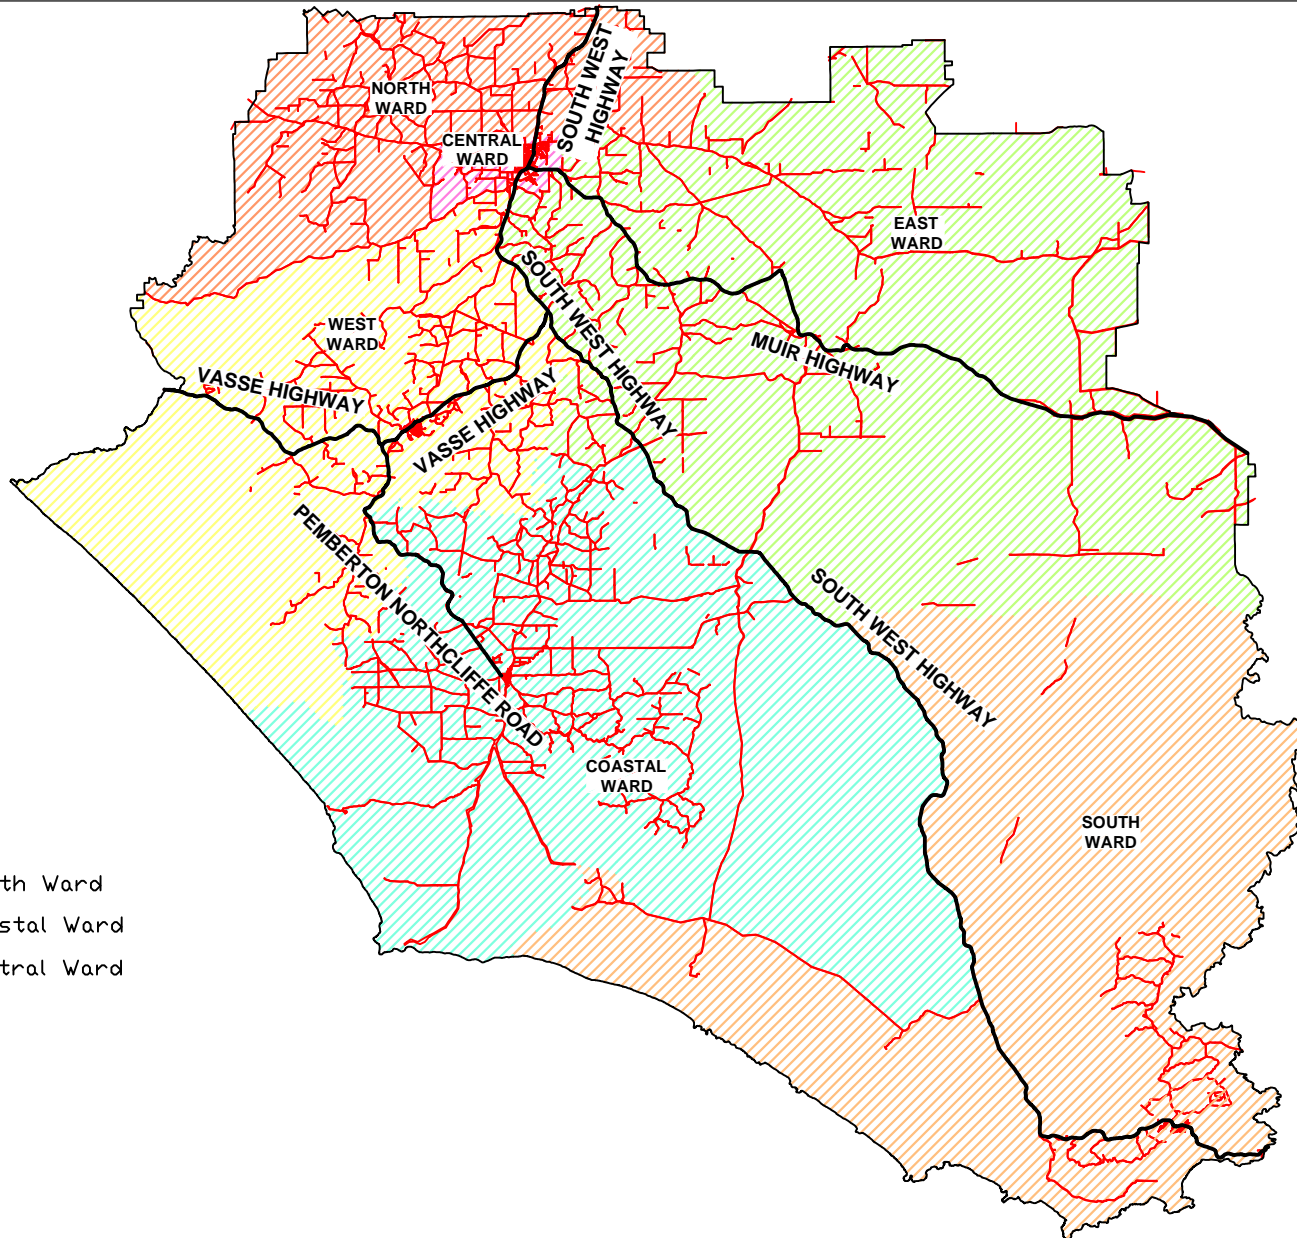 SOUTH WEST
HIGHWAY
NORTH
WARD
CENTRAL
WARD
EAST
WARD
SOUTH WEST HIGHWAY
WEST
WARD
MUIR HIGHWAY
VASSE HIGHWAY
VASSE HIGHWAY
PEMBERTON NORTHCLIFFE ROAD
SOUTH WEST HIGHWAY
COASTAL
WARD
SOUTH
WARD
th Ward
stal Ward
tral Ward